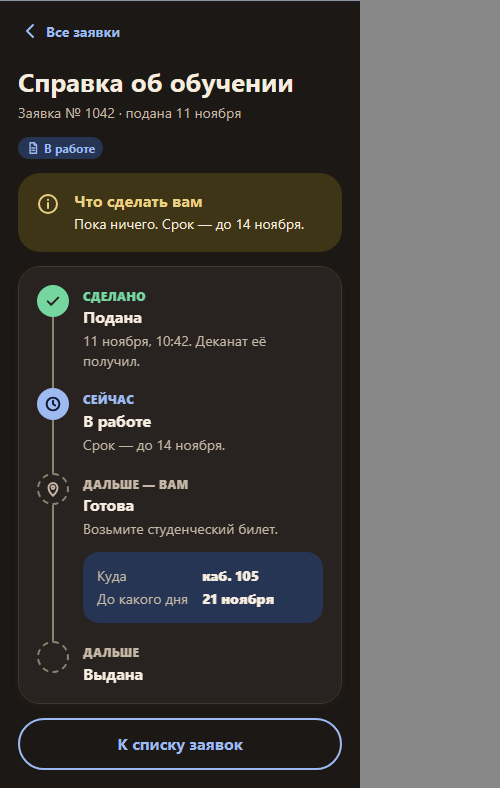 Все заявки
Справка об обучении
Заявка № 1042 · подана 11 ноября
В работе
Что сделать вам
Пока ничего. Срок — до 14 ноября.
СДЕЛАНО
Подана
11 ноября, 10:42. Деканат её
получил.
СЕЙЧАС
В работе
Срок — до 14 ноября.
ДАЛЬШЕ — ВАМ
Готова
Возьмите студенческий билет.
Куда каб. 105
До какого дня 21 ноября
ДАЛЬШЕ
Выдана
К списку заявок